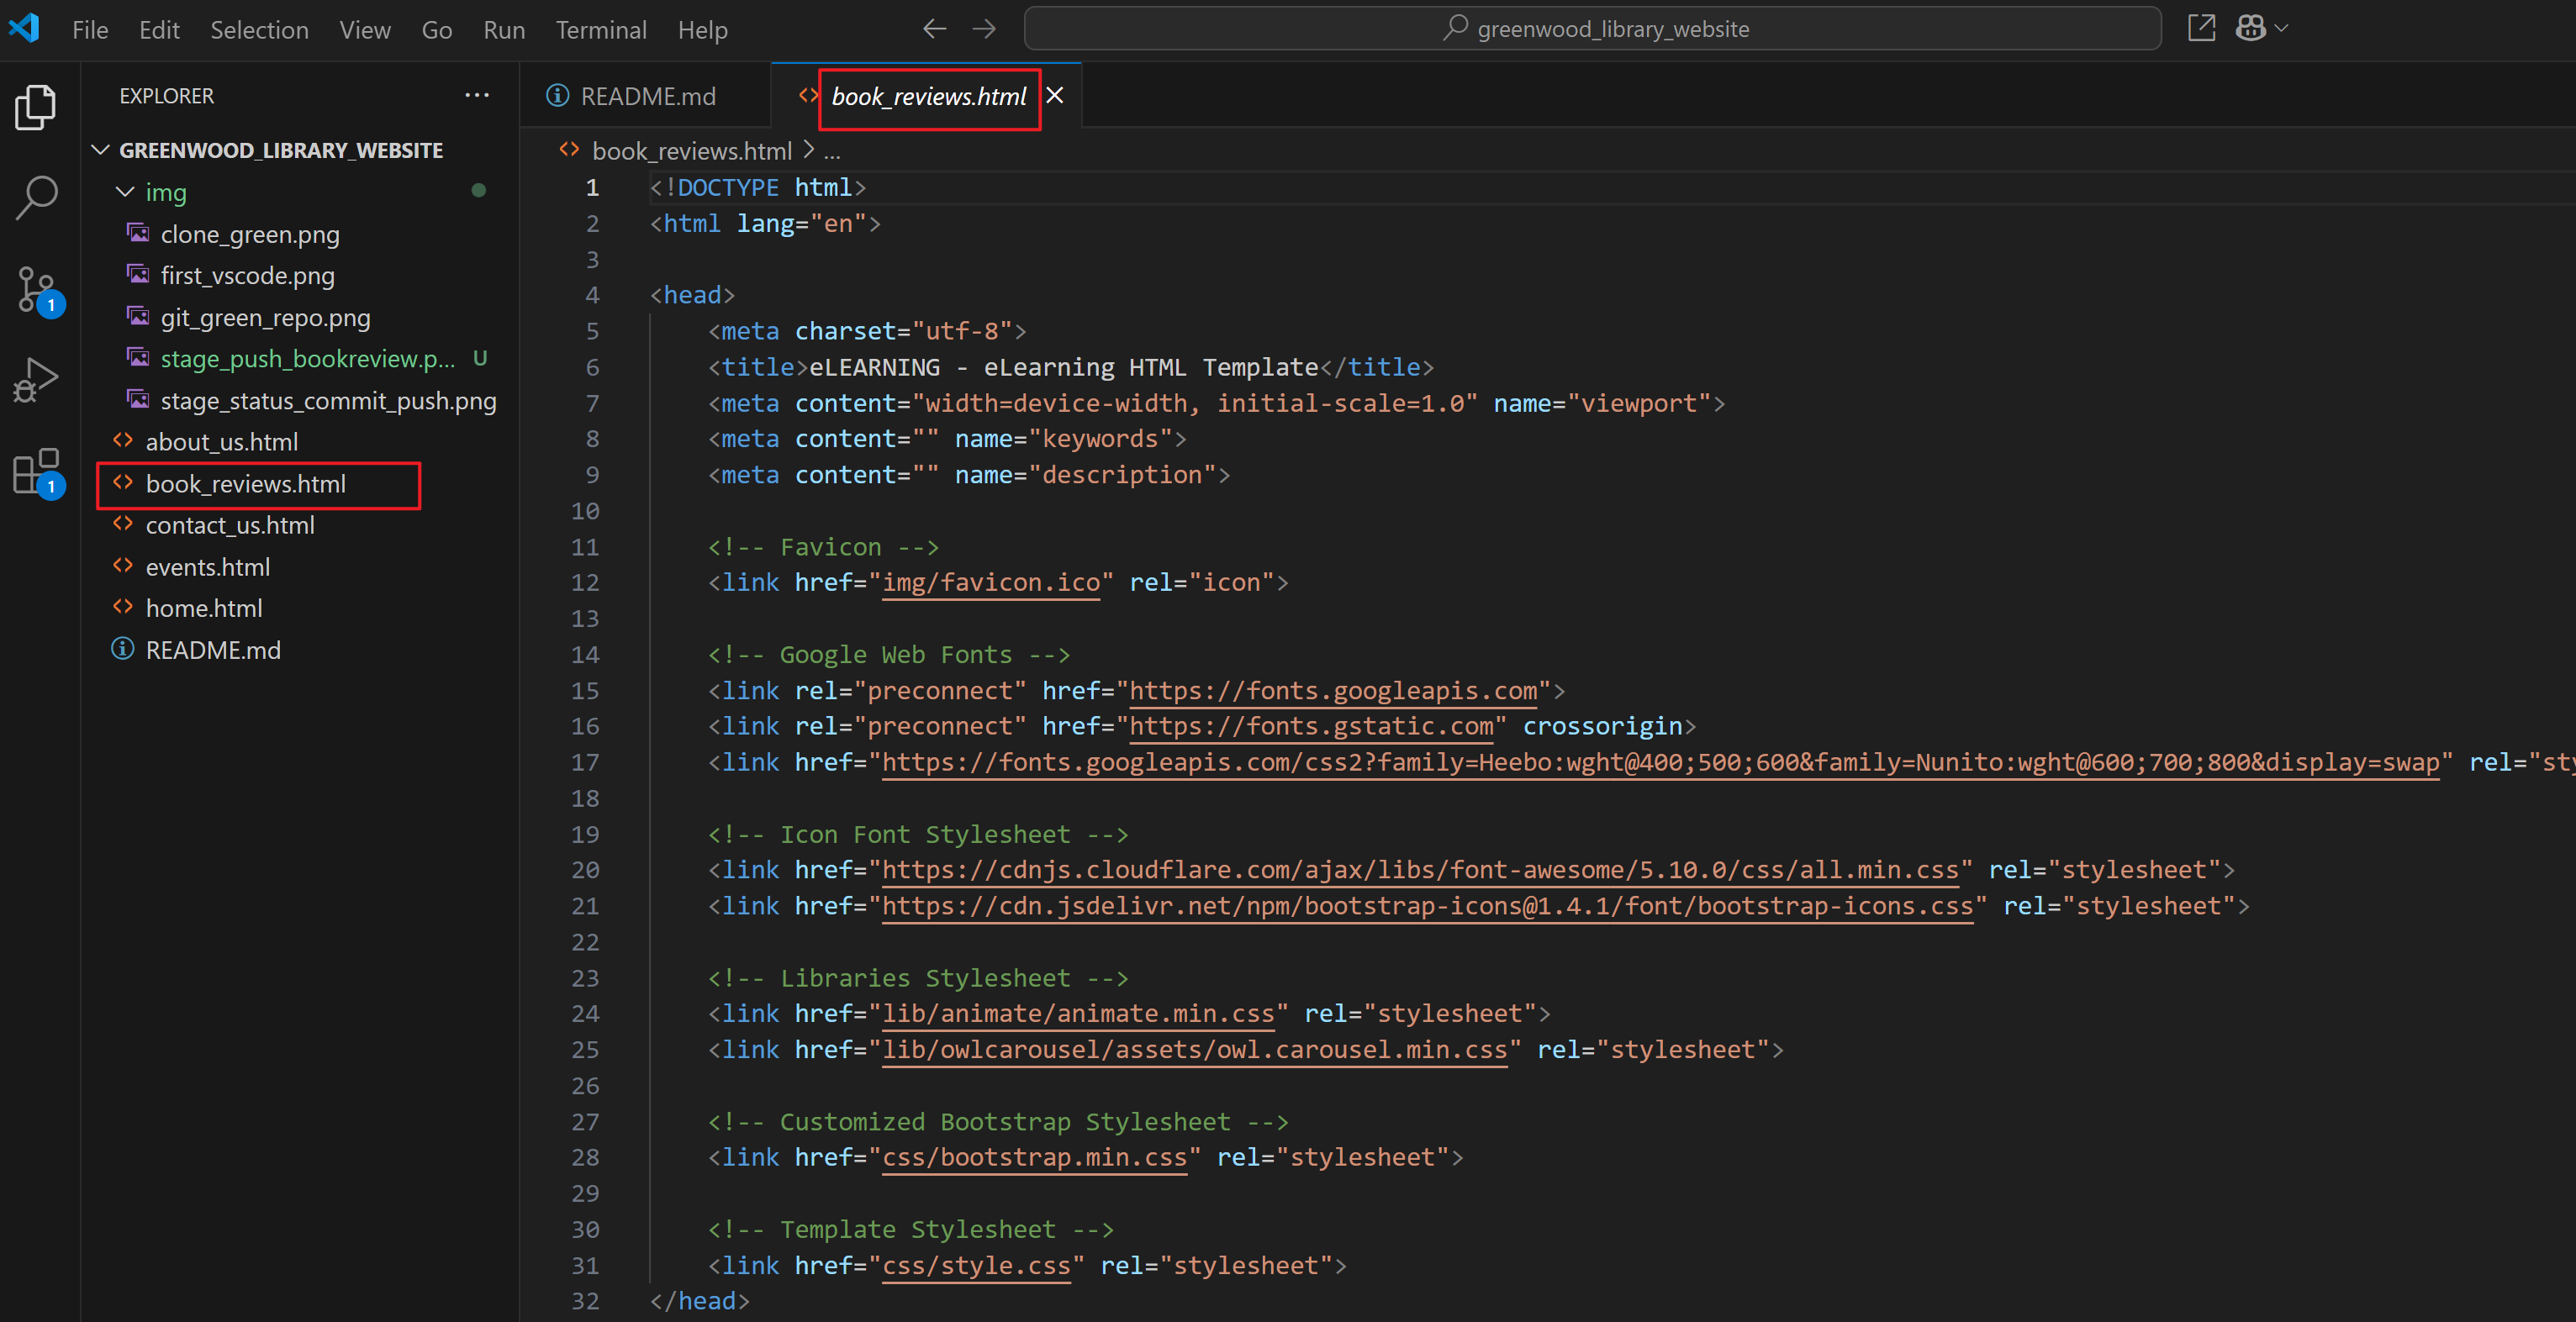 File Edit Selection View Go Run Terminal Help
greenwood_library_website
EXPLORER
GREENWOOD_LIBRARY_WEBSITE
img
clone_green.png
first_vscode.png
git_green_repo.png
stage_push_bookreview.p... U
stage_status_commit_push.png
about_us.html
book_reviews.html
contact_us.html
events.html
home.html
README.md
1
1
README.md
book_reviews.html
book_reviews.html > ...
1 <!DOCTYPE html>
2 <html lang="en">
3
4 <head>
5 <meta charset="utf-8">
6 <title>eLEARNING - eLearning HTML Template</title>
7 <meta content="width=device-width, initial-scale=1.0" name="viewport">
8 <meta content="" name="keywords">
9 <meta content="" name="description">
10
11 <!-- Favicon -->
12 <link href="img/favicon.ico" rel="icon">
13
14 <!-- Google Web Fonts -->
15 <link rel="preconnect" href="https://fonts.googleapis.com">
16 <link rel="preconnect" href="https://fonts.gstatic.com" crossorigin>
17 <link href="https://fonts.googleapis.com/css2?family=Heebo:wght@400;500;600&family=Nunito:wght@600;700;800&display=swap" rel="sty
18
19 <!-- Icon Font Stylesheet -->
20 <link href="https://cdnjs.cloudflare.com/ajax/libs/font-awesome/5.10.0/css/all.min.css" rel="stylesheet">
21 <link href="https://cdn.jsdelivr.net/npm/bootstrap-icons@1.4.1/font/bootstrap-icons.css" rel="stylesheet">
22
23 <!-- Libraries Stylesheet -->
24 <link href="lib/animate/animate.min.css" rel="stylesheet">
25 <link href="lib/owlcarousel/assets/owl.carousel.min.css" rel="stylesheet">
26
27 <!-- Customized Bootstrap Stylesheet -->
28 <link href="css/bootstrap.min.css" rel="stylesheet">
29
30 <!-- Template Stylesheet -->
31 <link href="css/style.css" rel="stylesheet">
32 </head>